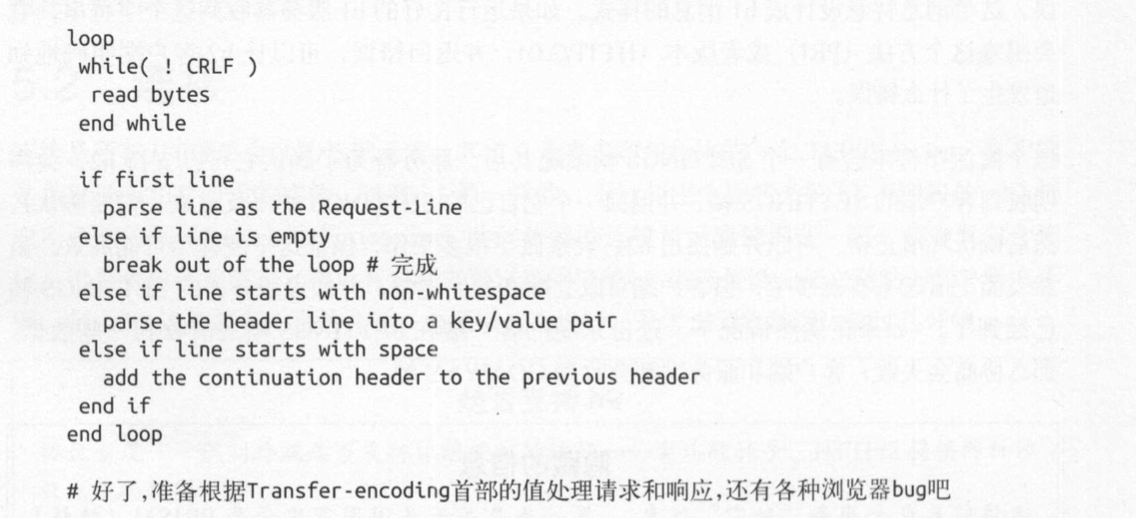 loop
while( ! CRLF )
read bytes
end while
if first line
parse line as the Request-Line
else if line is empty
break out of the loop # 完成
else if line starts with non-whitespace
parse the header line into a key/value pair
else if line starts with space
add the continuation header to the previous header
end if
end loop
# 好了,准备根据Transfer-encoding首部的值处理请求和响应,还有各种浏览器bug吧